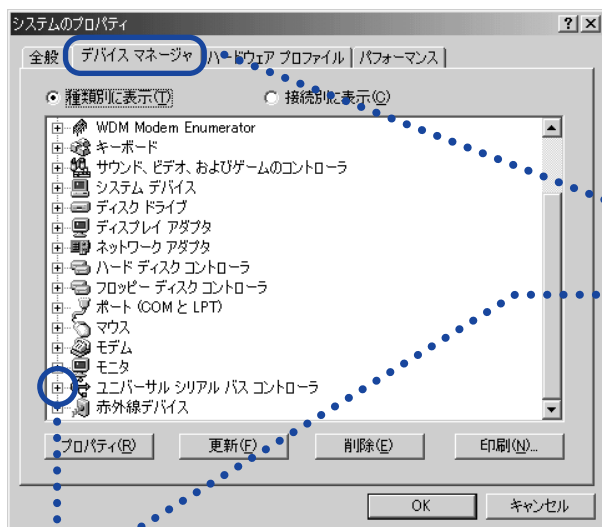 システムのプロパティ
全般 デバイス マネージャ ハードウェア プロファイル パフォーマンス
種類別に表示(T) 接続別に表示(C)
WDM Modem Enumerator
キーボード
サウンド、ビデオ、およびゲームのコントローラ
システム デバイス
ディスク ドライブ
ディスプレイ アダプタ
ネットワーク アダプタ
ハード ディスク コントローラ
フロッピー ディスク コントローラ
ポート (COM と LPT)
マウス
モデム
モニタ
ユニバーサル シリアル バス コントローラ
赤外線デバイス
プロパティ(R) 更新(F) 削除(E) 印刷(N)...
OK キャンセル